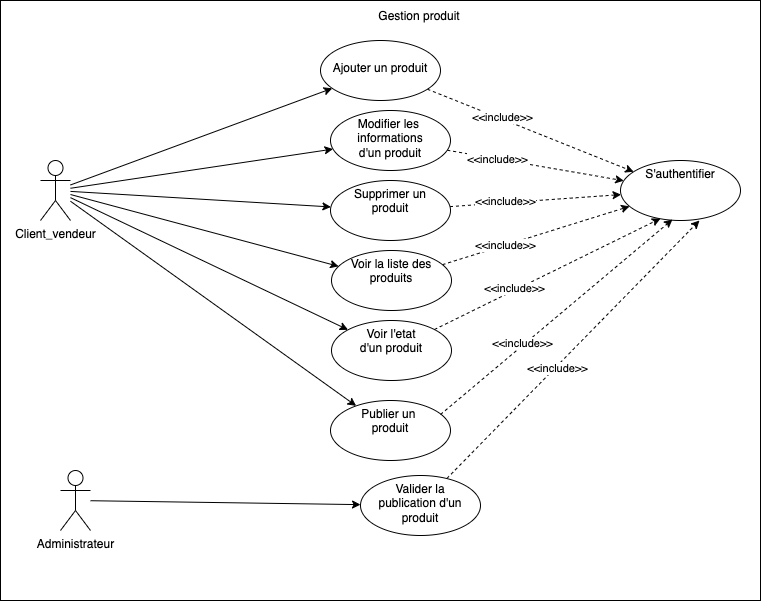 Gestion produit
Ajouter un produit
<<include>>
Modifier les
informations
d'un produit
<<include>>
S'authentifier
Supprimer un
produit
<<include>>
Client_vendeur
Voir la liste des
produits
<<include>>
<<include>>
Voir l'etat
d'un produit
<<include>>
<<include>>
Publier un
produit
Valider la
publication d'un
produit
Administrateur